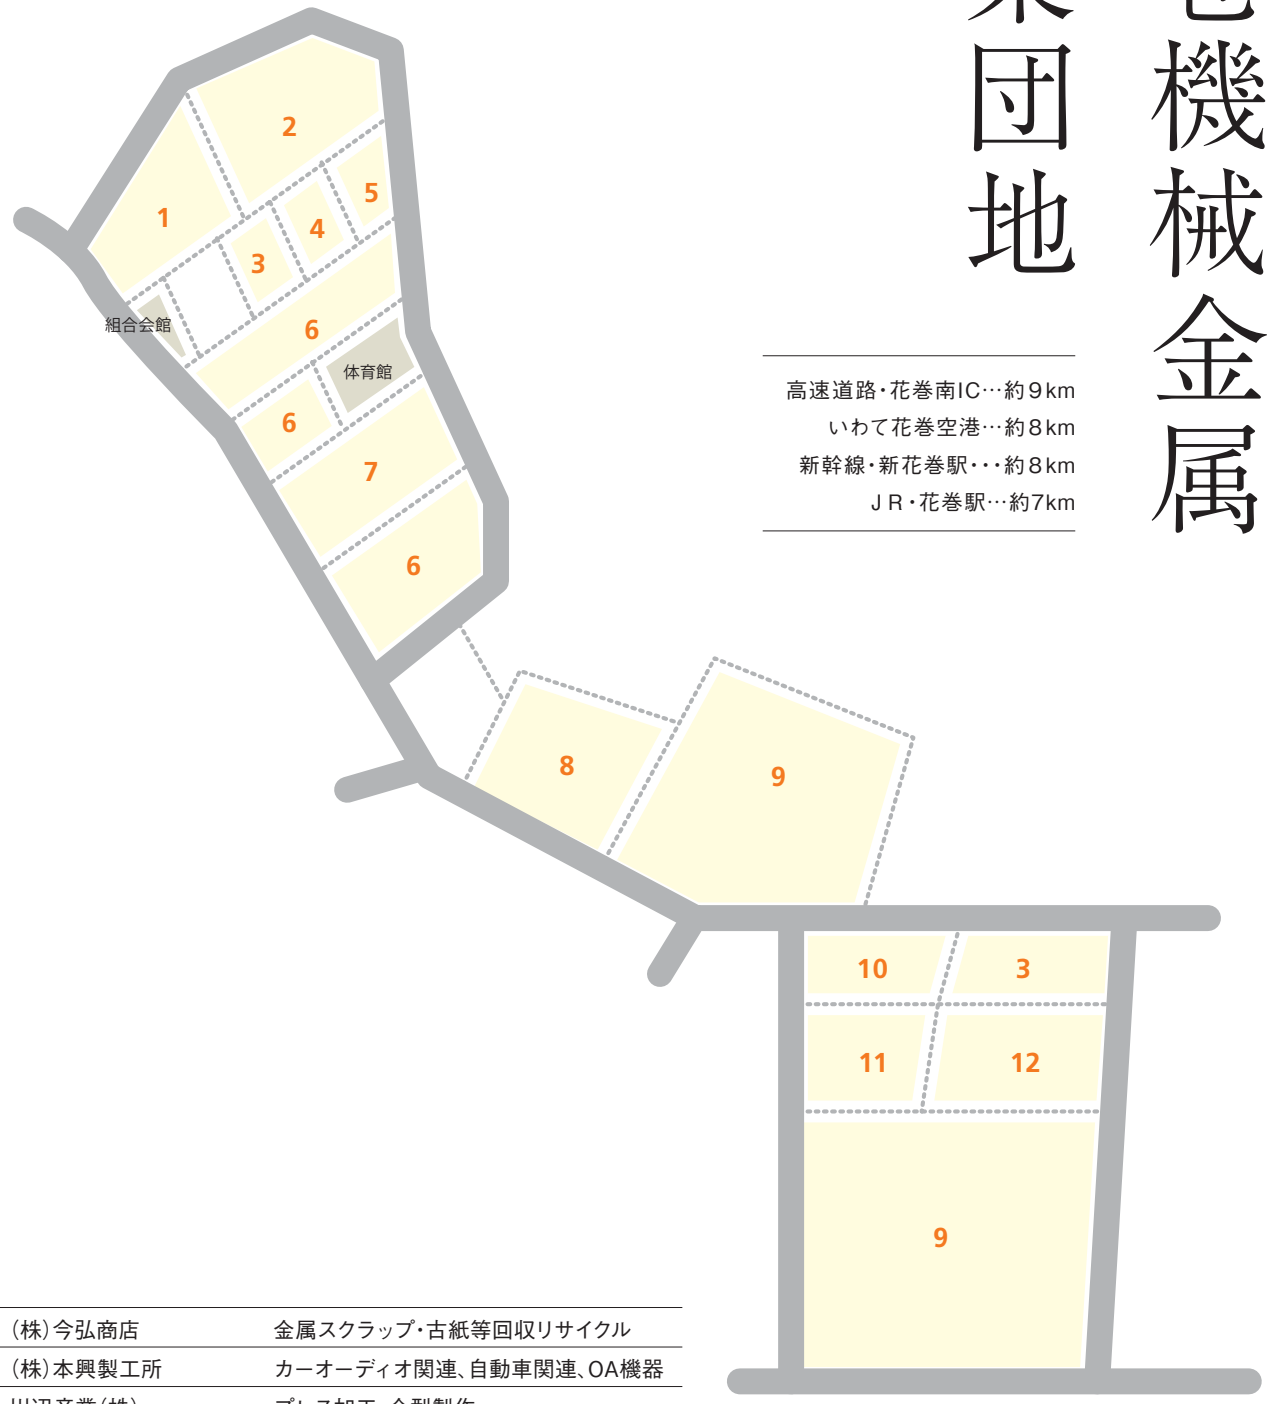 機械金属
団地
高速道路・花巻南IC…約9km
いわて花巻空港…約8km
新幹線・新花巻駅・・・約8km
JR・花巻駅…約7km
2
5
1
4
3
組合会館
6
体育館
6
7
6
8
9
10
3
11
12
9
(株)今弘商店 金属スクラップ・古紙等回収リサイクル
(株)本興製工所 カーオーディオ関連、自動車関連、OA機器